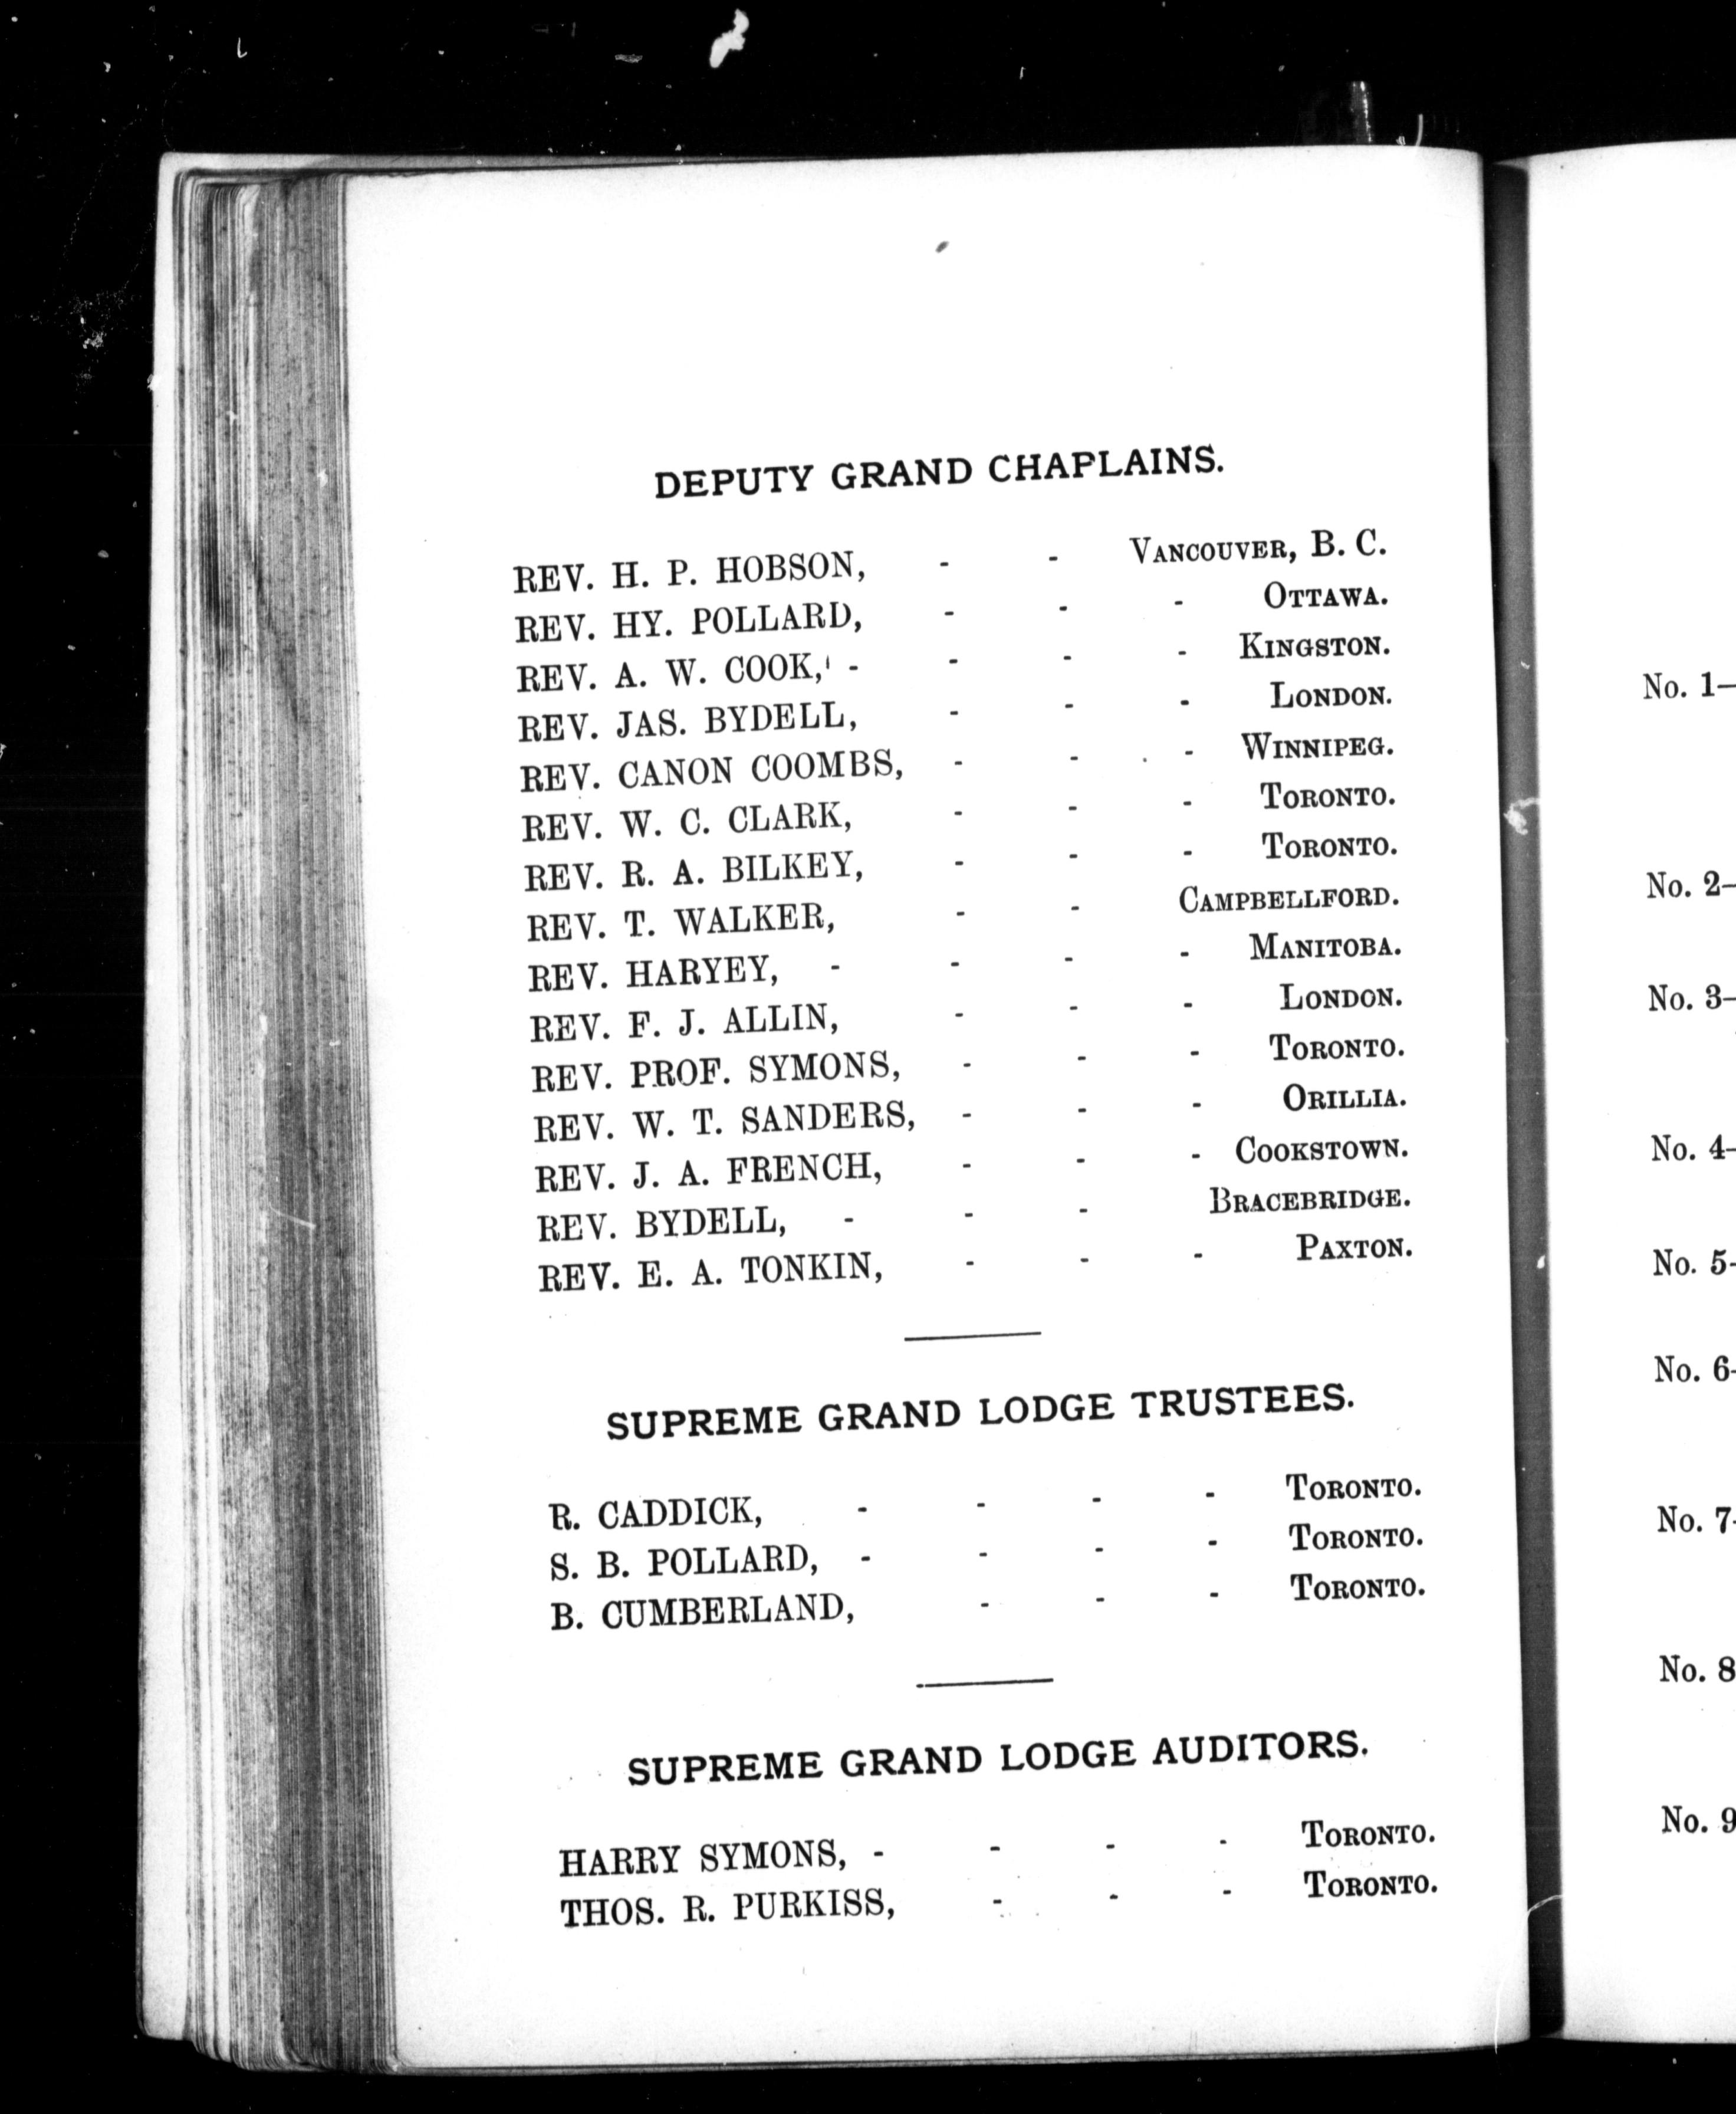 DEPUTY GRAND CHAPLAINS.
REV. H. P. HOBSON, - - VANCOUVER, B. C.
REV. HY. POLLARD, - - - OTTAWA.
REV. A. W. COOK, - - - - KINGSTON.
REV. JAS. BYDELL, - - - LONDON.
REV. CANON COOMBS, - - - WINNIPEG.
REV. W. C. CLARK, - - - TORONTO.
REV. R. A. BILKEY, - - - TORONTO.
REV. T. WALKER, - - CAMPBELLFORD.
REV. HARYEY, - - - - MANITOBA.
REV. F. J. ALLIN, - - - LONDON.
REV. PROF. SYMONS, - - - TORONTO.
REV. W. T. SANDERS, - - - ORILLIA.
REV. J. A. FRENCH, - - - COOKSTOWN.
REV. BYDELL, - - - BRACEBRIDGE.
REV. E. A. TONKIN, - - - PAXTON.
SUPREME GRAND LODGE TRUSTEES.
R. CADDICK, - - - - TORONTO.
S. B. POLLARD, - - - - TORONTO.
B. CUMBERLAND, - - - TORONTO.
SUPREME GRAND LODGE AUDITORS.
HARRY SYMONS, - - - - TORONTO.
THOS. R. PURKISS, - - - TORONTO.
No. 1–
No. 2–
No. 3–
No. 4–
No. 5–
No. 6–
No. 7–
No. 8
No. 9